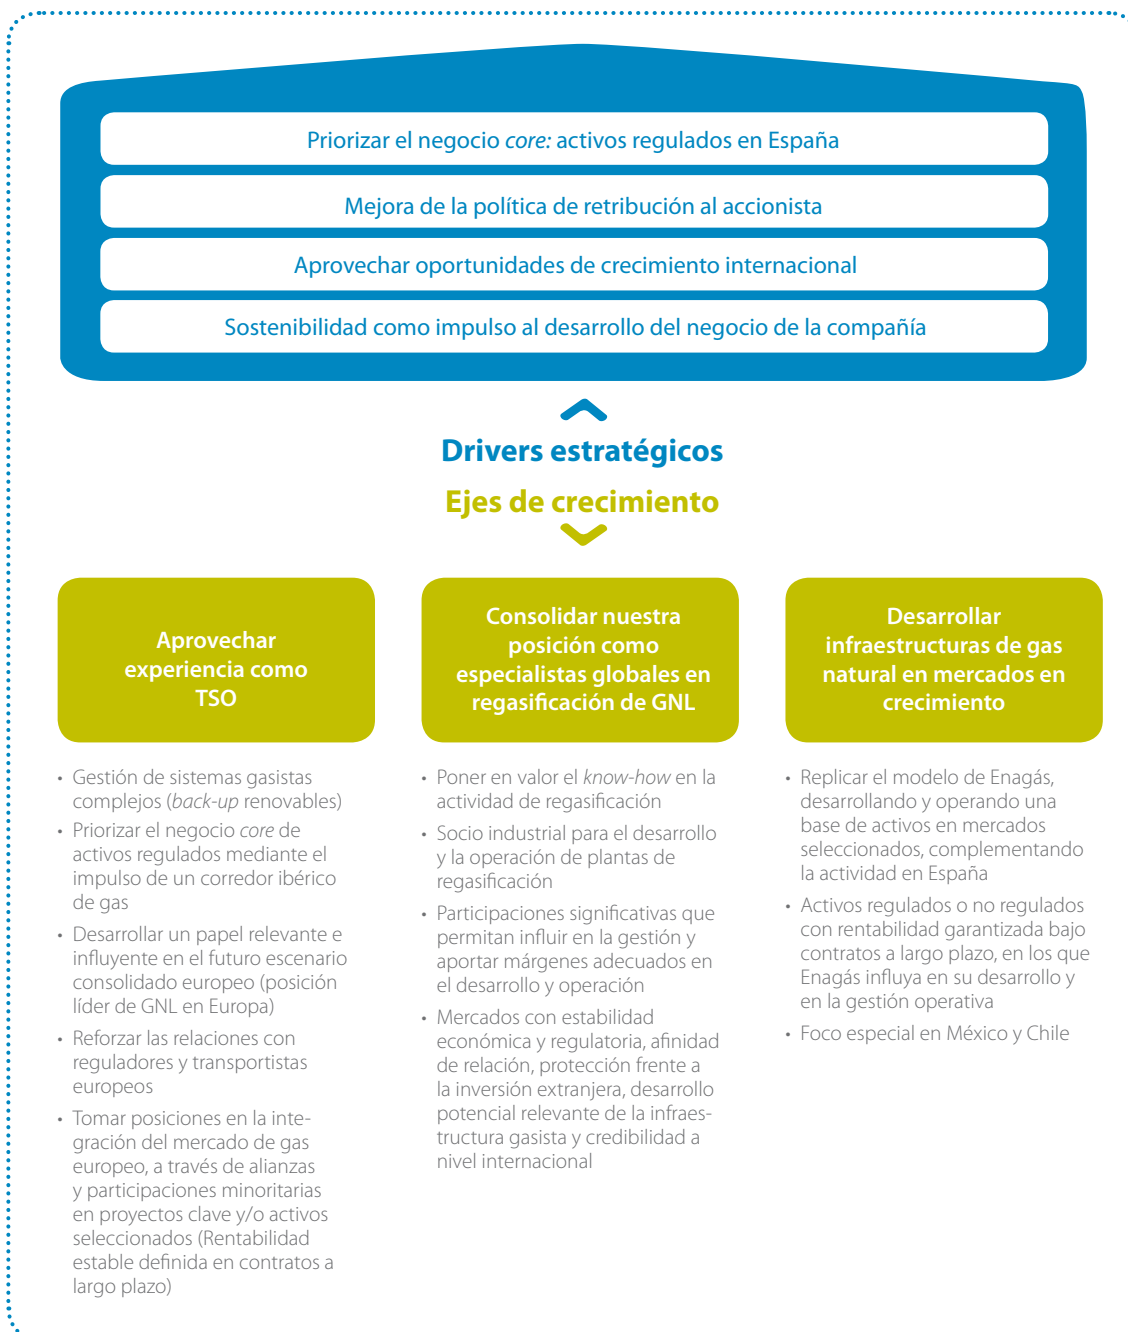 Priorizar el negocio core: activos regulados en España
Mejora de la política de retribución al accionista
Aprovechar oportunidades de crecimiento internacional
Sostenibilidad como impulso al desarrollo del negocio de la compañía
Drivers estratégicos
Ejes de crecimiento
Aprovechar
experiencia como
TSO
• Gestión de sistemas gasistas
complejos (back-up renovables)
• Priorizar el negocio core de
activos regulados mediante el
impulso de un corredor ibérico
de gas
• Desarrollar un papel relevante e
influyente en el futuro escenario
consolidado europeo (posición
líder de GNL en Europa)
• Reforzar las relaciones con
reguladores y transportistas
europeos
• Tomar posiciones en la inte-
gración del mercado de gas
europeo, a través de alianzas
y participaciones minoritarias
en proyectos clave y/o activos
seleccionados (Rentabilidad
estable definida en contratos a
largo plazo)
Consolidar nuestra
posición como
especialistas globales en
regasificación de GNL
• Poner en valor el know-how en la
actividad de regasificación
• Socio industrial para el desarrollo
y la operación de plantas de
regasificación
• Participaciones significativas que
permitan influir en la gestión y
aportar márgenes adecuados en
el desarrollo y operación
• Mercados con estabilidad
económica y regulatoria, afinidad
de relación, protección frente a
la inversión extranjera, desarrollo
potencial relevante de la infraes-
tructura gasista y credibilidad a
nivel internacional
Desarrollar
infraestructuras de gas
natural en mercados en
crecimiento
• Replicar el modelo de Enagás,
desarrollando y operando una
base de activos en mercados
seleccionados, complementando
la actividad en España
• Activos regulados o no regulados
con rentabilidad garantizada bajo
contratos a largo plazo, en los que
Enagás influya en su desarrollo y
en la gestión operativa
• Foco especial en México y Chile